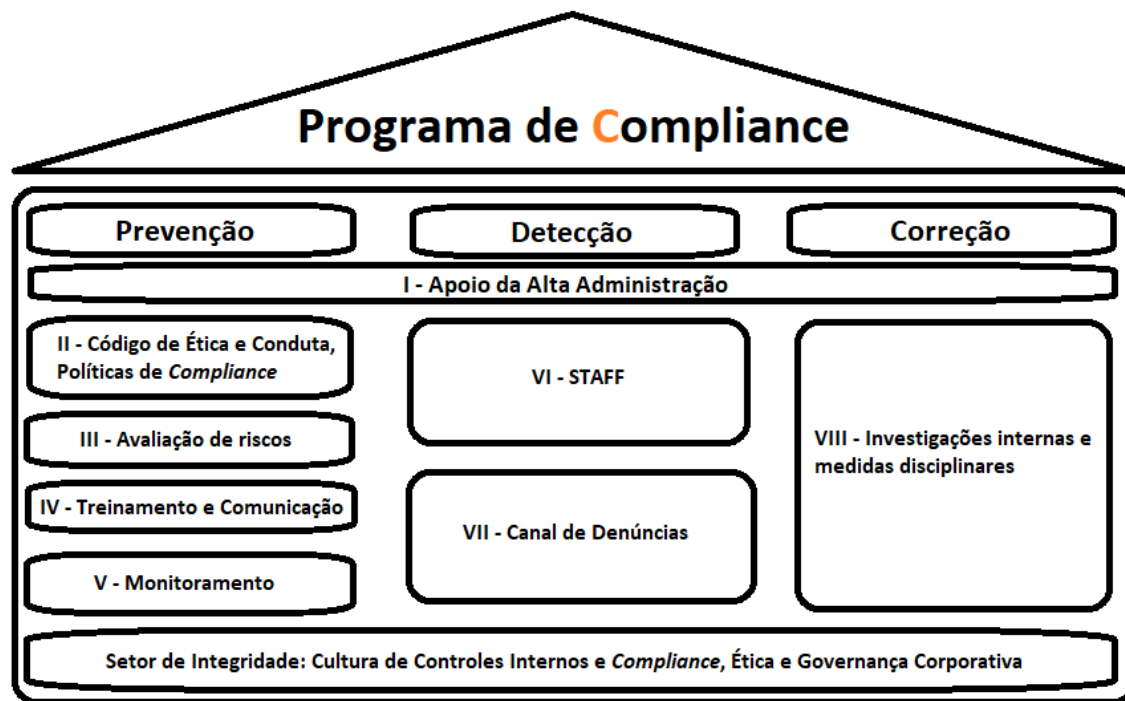 Programa de Compliance
Prevenção
Detecção
Correção
I - Apoio da Alta Administração
II - Código de Ética e Conduta,
Políticas de Compliance
III - Avaliação de riscos
IV - Treinamento e Comunicação
V - Monitoramento
VI - STAFF
VII - Canal de Denúncias
VIII - Investigações internas e
medidas disciplinares
Setor de Integridade: Cultura de Controles Internos e Compliance, Ética e Governança Corporativa